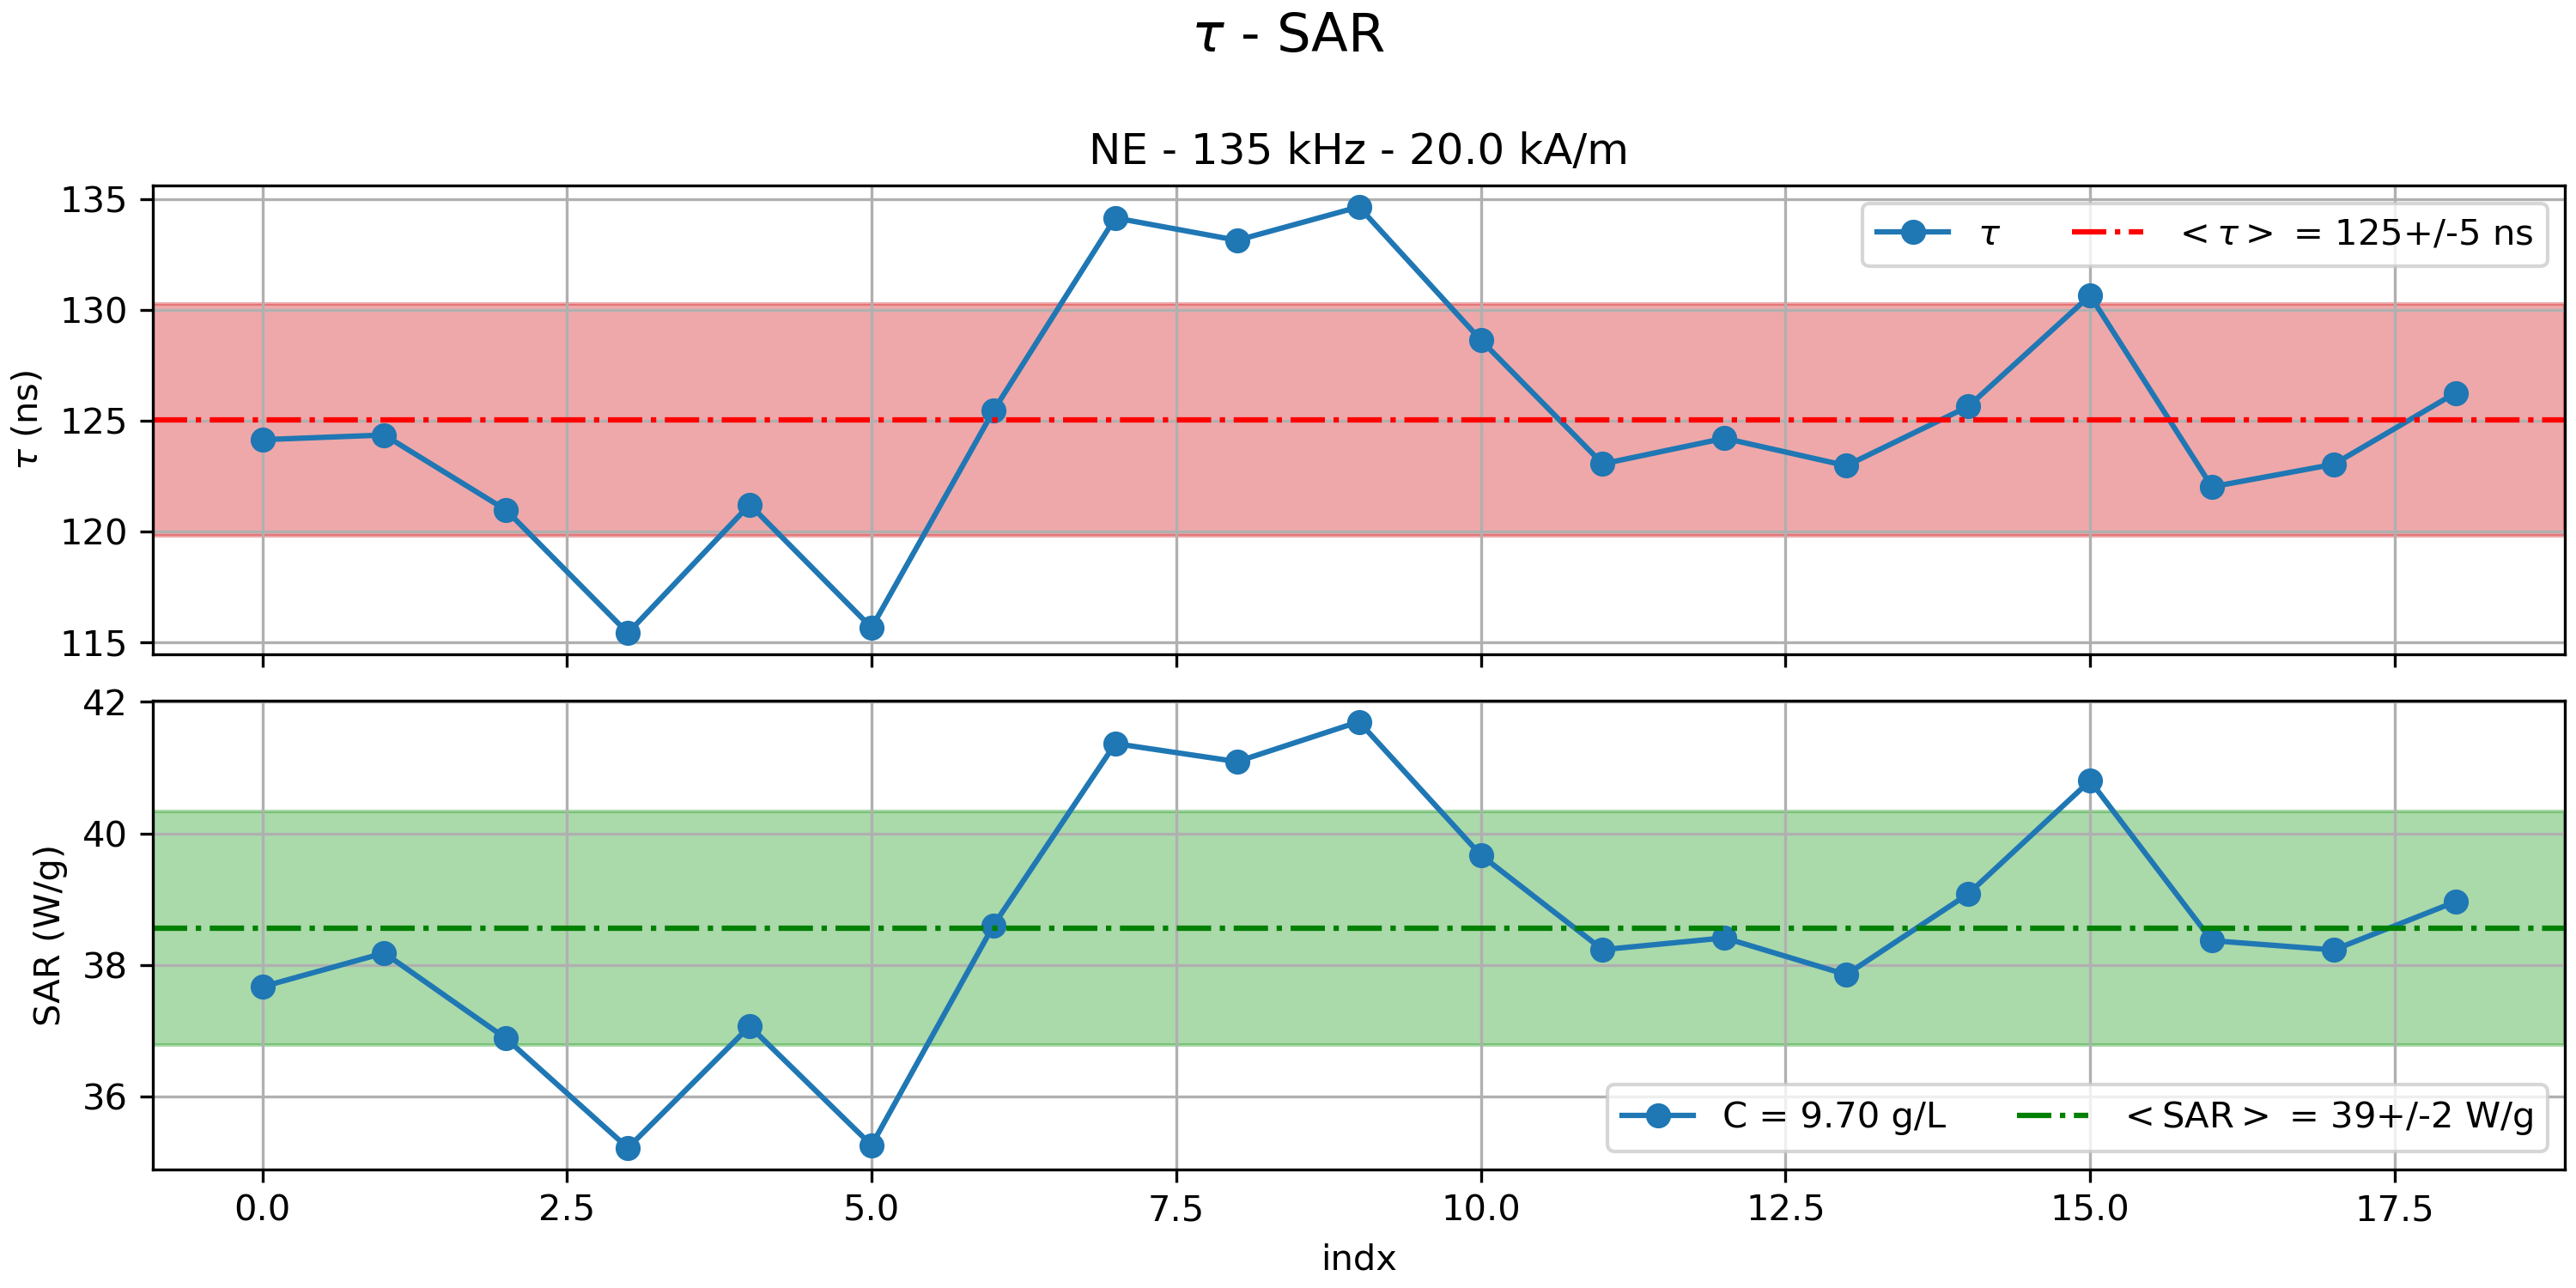 τ - SAR
NE - 135 kHz - 20.0 kA/m
135
130
125
120
115
τ (ns)
τ
<τ> = 125+/-5 ns
42
40
38
36
SAR (W/g)
C = 9.70 g/L
<SAR> = 39+/-2 W/g
0.0 2.5 5.0 7.5 10.0 12.5 15.0 17.5
indx